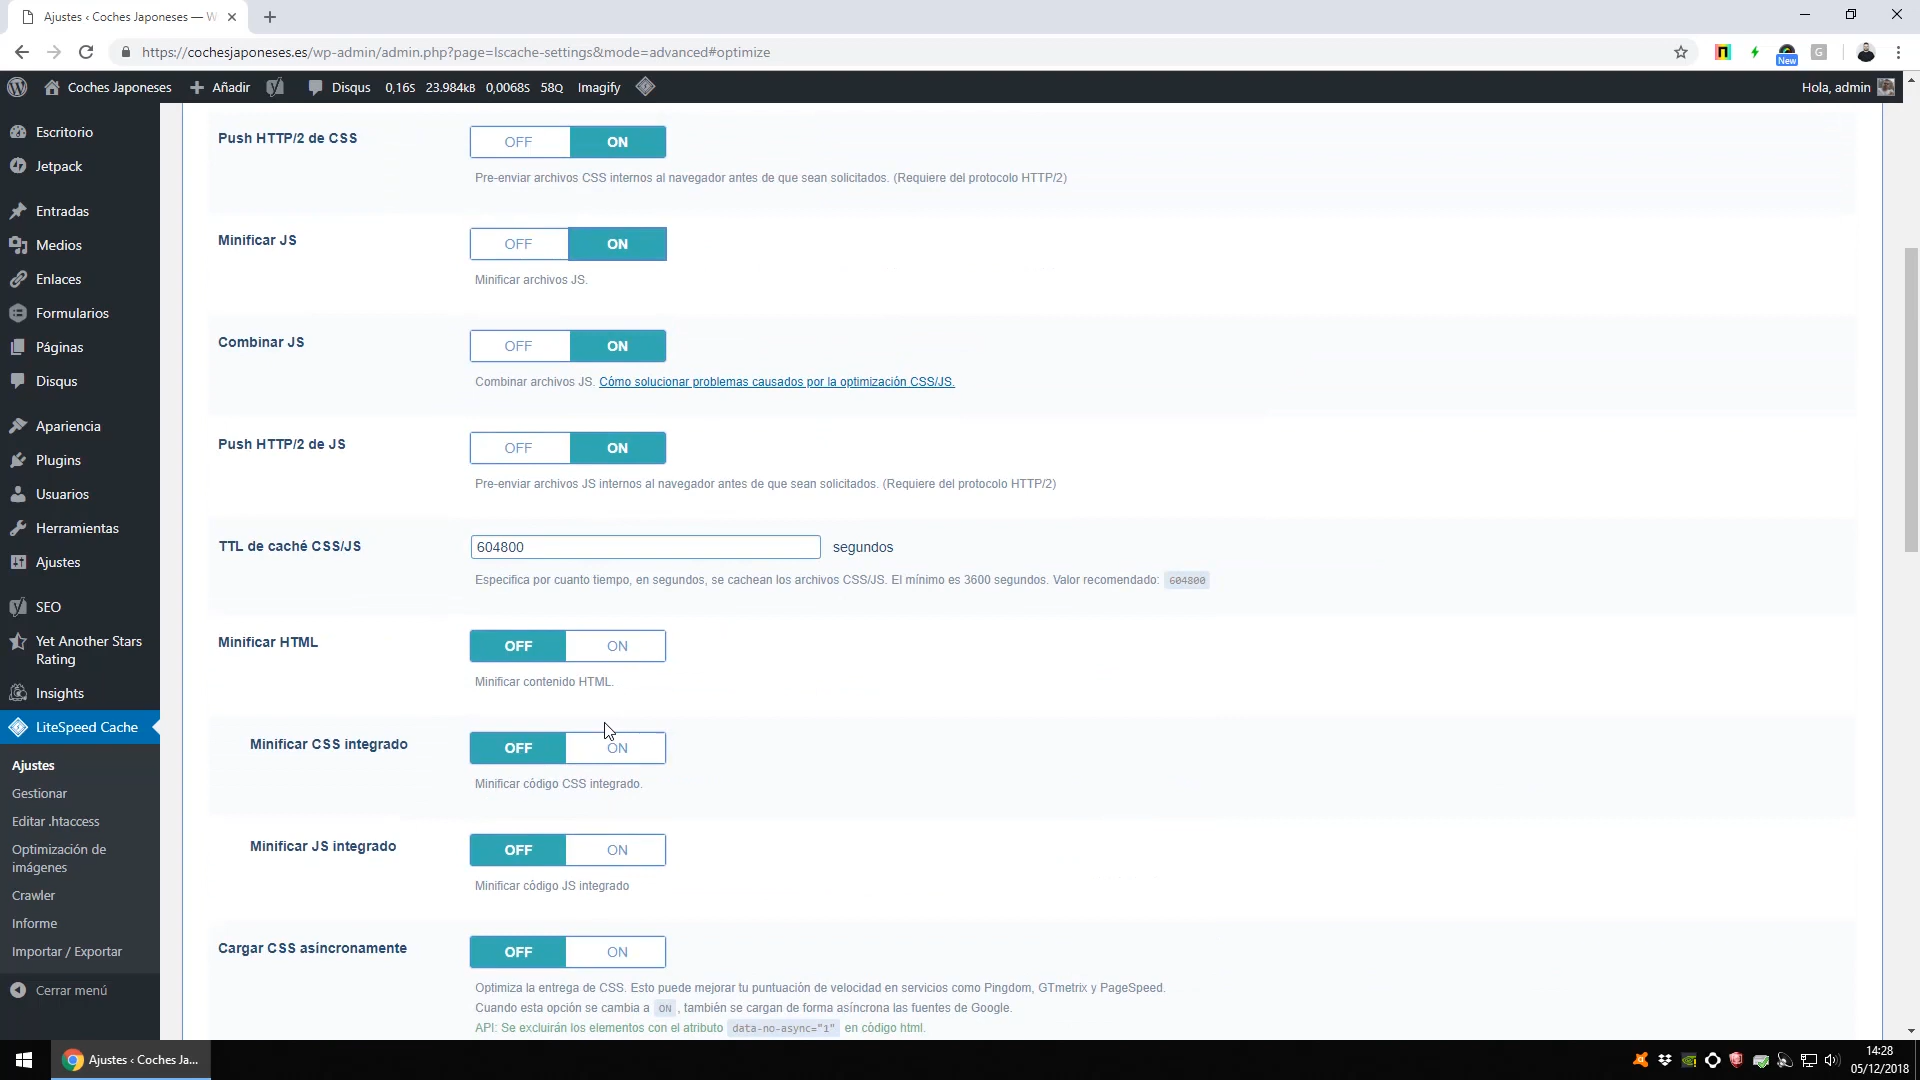 Ajustes ‹ Coches Japoneses — W
https://cochesjaponeses.es/wp-admin/admin.php?page=lscache-settings&mode=advanced#optimize
New
G
Coches Japoneses
Añadir
Disqus
0,16S
23.984KB
0,0068S
58Q
Imagify
Hola, admin
Escritorio
Jetpack
Entradas
Medios
Enlaces
Formularios
Páginas
Disqus
Apariencia
Plugins
Usuarios
Herramientas
Ajustes
SEO
Yet Another Stars
Rating
Insights
LiteSpeed Cache
Ajustes
Gestionar
Editar .htaccess
Optimización de
imágenes
Crawler
Informe
Importar / Exportar
Cerrar menú
Push HTTP/2 de CSS
OFF ON
Pre-enviar archivos CSS internos al navegador antes de que sean solicitados. (Requiere del protocolo HTTP/2)
Minificar JS
OFF ON
Minificar archivos JS.
Combinar JS
OFF ON
Combinar archivos JS. Cómo solucionar problemas causados por la optimización CSS/JS.
Push HTTP/2 de JS
OFF ON
Pre-enviar archivos JS internos al navegador antes de que sean solicitados. (Requiere del protocolo HTTP/2)
TTL de caché CSS/JS
604800 segundos
Especifica por cuanto tiempo, en segundos, se cachean los archivos CSS/JS. El mínimo es 3600 segundos. Valor recomendado: 604800
Minificar HTML
OFF ON
Minificar contenido HTML.
Minificar CSS integrado
OFF ON
Minificar código CSS integrado.
Minificar JS integrado
OFF ON
Minificar código JS integrado
Cargar CSS asíncronamente
OFF ON
Optimiza la entrega de CSS. Esto puede mejorar tu puntuación de velocidad en servicios como Pingdom, GTmetrix y PageSpeed.
Cuando esta opción se cambia a ON , también se cargan de forma asíncrona las fuentes de Google.
API: Se excluirán los elementos con el atributo data-no-async="1" en código html.
Ajustes ‹ Coches Ja...
14:28
05/12/2018